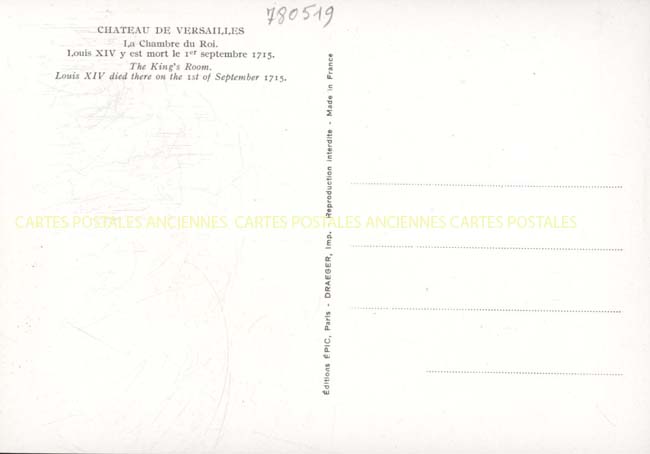 780519
CHATEAU DE VERSAILLES
La Chambre du Roi.
Louis XIV y est mort le 1er septembre 1715.
The King's Room.
Louis XIV died there on the 1st of September 1715.
Éditions ÉPIC, Paris - DRAEGER, Imp. Reproduction interdite - Made in France
CARTES POSTALES ANCIENNES CARTES POSTALES ANCIENNES CARTES POSTALES